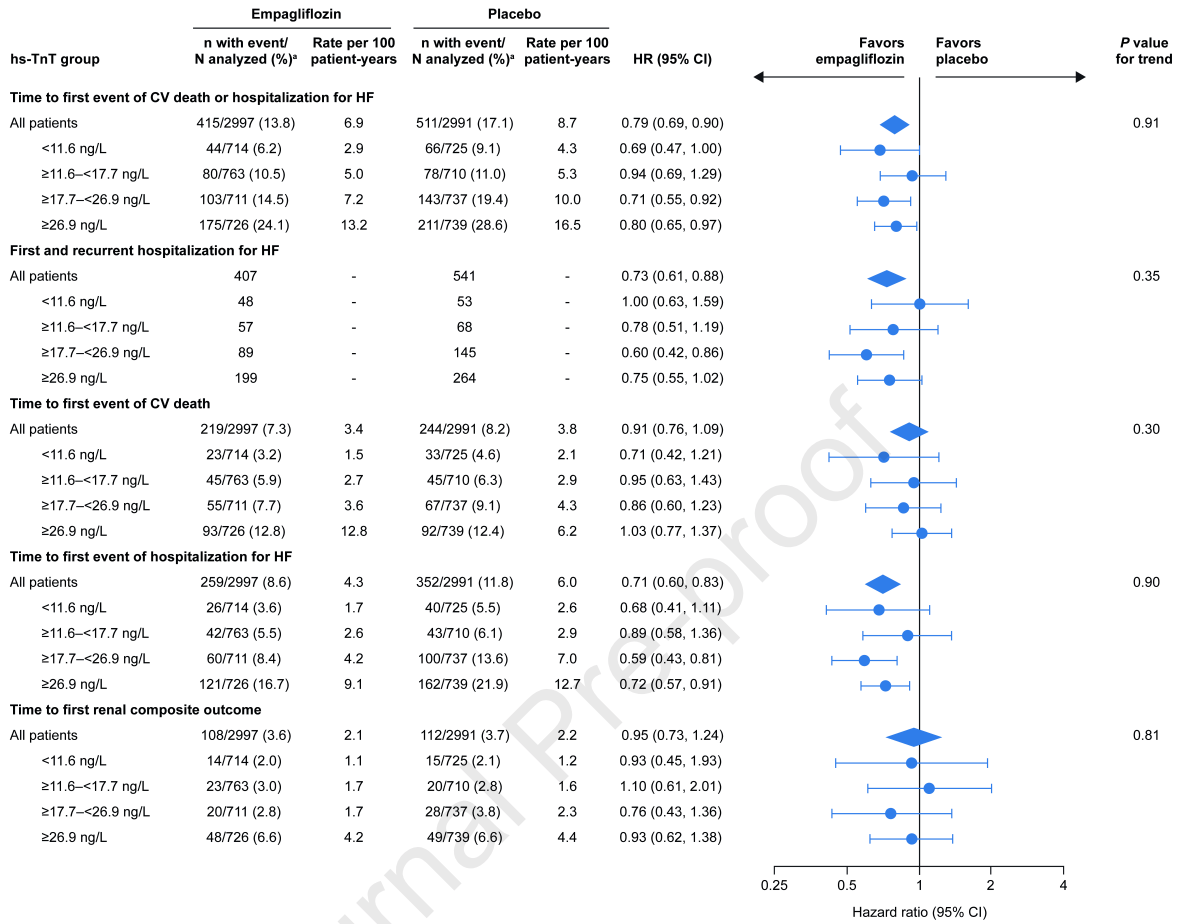 Empagliflozin Placebo
hs-TnT group n with event/ N analyzed (%)ᵃ Rate per 100 patient-years n with event/ N analyzed (%)ᵃ Rate per 100 patient-years HR (95% CI) Favors empagliflozin Favors placebo P value for trend
Time to first event of CV death or hospitalization for HF
All patients 415/2997 (13.8) 6.9 511/2991 (17.1) 8.7 0.79 (0.69, 0.90) 0.91
<11.6 ng/L 44/714 (6.2) 2.9 66/725 (9.1) 4.3 0.69 (0.47, 1.00)
≥11.6–<17.7 ng/L 80/763 (10.5) 5.0 78/710 (11.0) 5.3 0.94 (0.69, 1.29)
≥17.7–<26.9 ng/L 103/711 (14.5) 7.2 143/737 (19.4) 10.0 0.71 (0.55, 0.92)
≥26.9 ng/L 175/726 (24.1) 13.2 211/739 (28.6) 16.5 0.80 (0.65, 0.97)
First and recurrent hospitalization for HF
All patients 407 - 541 - 0.73 (0.61, 0.88) 0.35
<11.6 ng/L 48 - 53 - 1.00 (0.63, 1.59)
≥11.6–<17.7 ng/L 57 - 68 - 0.78 (0.51, 1.19)
≥17.7–<26.9 ng/L 89 - 145 - 0.60 (0.42, 0.86)
≥26.9 ng/L 199 - 264 - 0.75 (0.55, 1.02)
Time to first event of CV death
All patients 219/2997 (7.3) 3.4 244/2991 (8.2) 3.8 0.91 (0.76, 1.09) 0.30
<11.6 ng/L 23/714 (3.2) 1.5 33/725 (4.6) 2.1 0.71 (0.42, 1.21)
≥11.6–<17.7 ng/L 45/763 (5.9) 2.7 45/710 (6.3) 2.9 0.95 (0.63, 1.43)
≥17.7–<26.9 ng/L 55/711 (7.7) 3.6 67/737 (9.1) 4.3 0.86 (0.60, 1.23)
≥26.9 ng/L 93/726 (12.8) 12.8 92/739 (12.4) 6.2 1.03 (0.77, 1.37)
Time to first event of hospitalization for HF
All patients 259/2997 (8.6) 4.3 352/2991 (11.8) 6.0 0.71 (0.60, 0.83) 0.90
<11.6 ng/L 26/714 (3.6) 1.7 40/725 (5.5) 2.6 0.68 (0.41, 1.11)
≥11.6–<17.7 ng/L 42/763 (5.5) 2.6 43/710 (6.1) 2.9 0.89 (0.58, 1.36)
≥17.7–<26.9 ng/L 60/711 (8.4) 4.2 100/737 (13.6) 7.0 0.59 (0.43, 0.81)
≥26.9 ng/L 121/726 (16.7) 9.1 162/739 (21.9) 12.7 0.72 (0.57, 0.91)
Time to first renal composite outcome
All patients 108/2997 (3.6) 2.1 112/2991 (3.7) 2.2 0.95 (0.73, 1.24) 0.81
<11.6 ng/L 14/714 (2.0) 1.1 15/725 (2.1) 1.2 0.93 (0.45, 1.93)
≥11.6–<17.7 ng/L 23/763 (3.0) 1.7 20/710 (2.8) 1.6 1.10 (0.61, 2.01)
≥17.7–<26.9 ng/L 20/711 (2.8) 1.7 28/737 (3.8) 2.3 0.76 (0.43, 1.36)
≥26.9 ng/L 48/726 (6.6) 4.2 49/739 (6.6) 4.4 0.93 (0.62, 1.38)
0.25 0.5 1 2 4
Hazard ratio (95% CI)
urnal Pre-proof